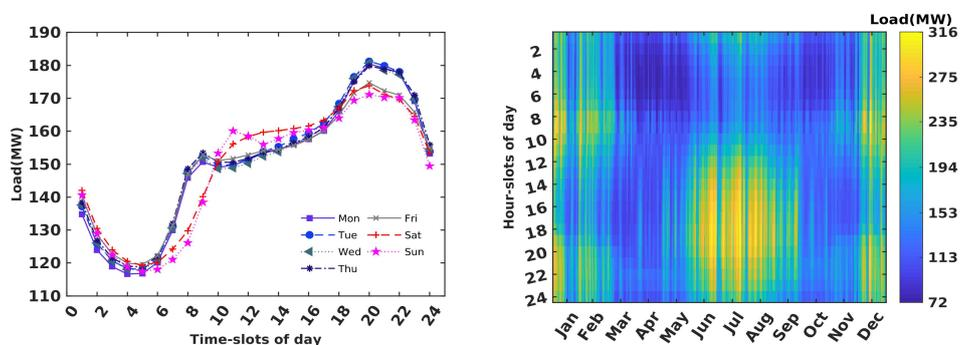 190
180
170
160
150
140
130
120
110
Load(MW)
Mon
Tue
Wed
Thu
Fri
Sat
Sun
0
2
4
6
8
10
12
14
16
18
20
22
24
Time-slots of day
Load(MW)
2
4
6
8
10
12
14
16
18
20
22
24
Hour-slots of day
Jan
Feb
Mar
Apr
May
Jun
Jul
Aug
Sep
Oct
Nov
Dec
316
275
235
194
153
113
72